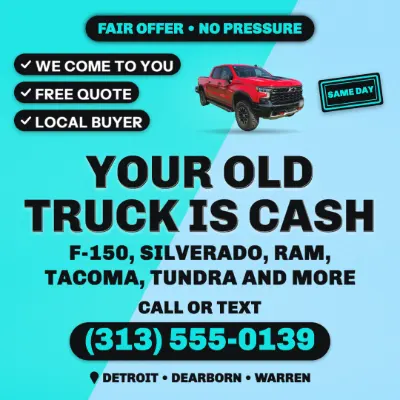 FAIR OFFER • NO PRESSURE
WE COME TO YOU
FREE QUOTE
LOCAL BUYER
SAME DAY
YOUR OLD
TRUCK IS CASH
F-150, SILVERADO, RAM,
TACOMA, TUNDRA AND MORE
CALL OR TEXT
(313) 555-0139
DETROIT • DEARBORN • WARREN